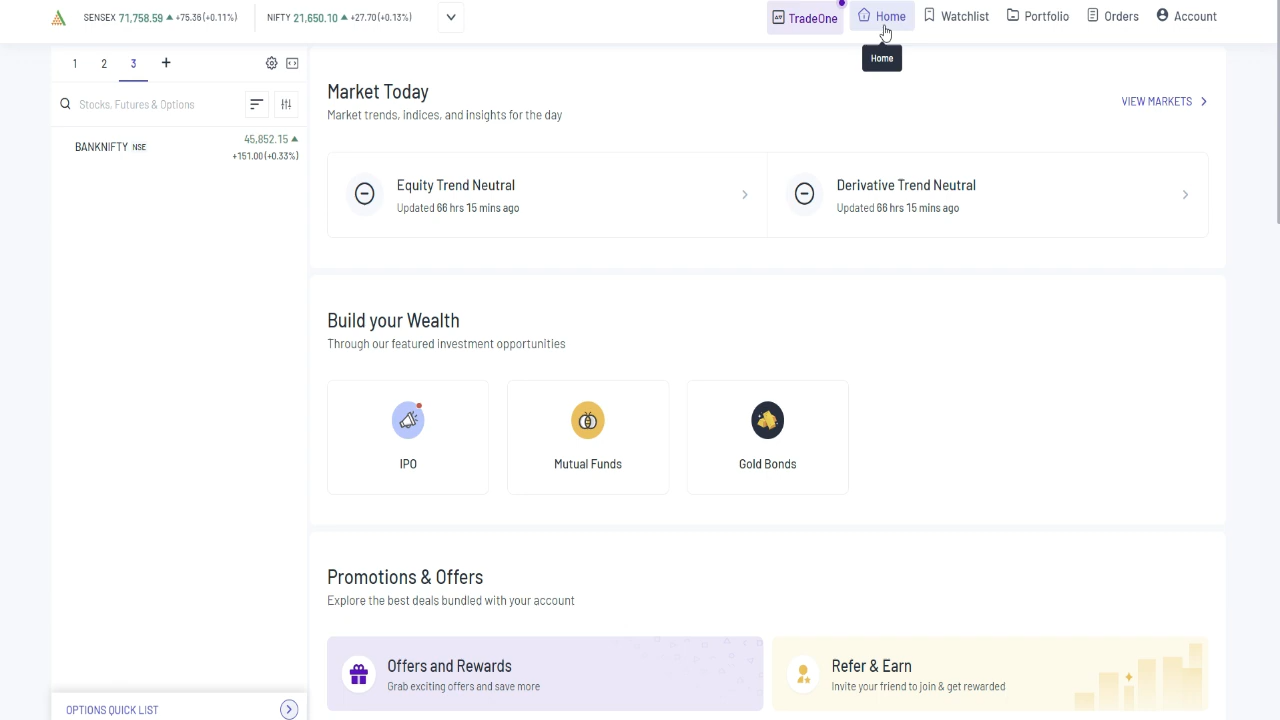 SENSEX 71,758.59 +75.36 (+0.11%) NIFTY 21,650.10 +27.70 (+0.13%) TradeOne Home Watchlist Portfolio Orders Account
Home
1 2 3 +
Stocks, Futures & Options
BANKNIFTY NSE 45,852.15
+151.00 (+0.33%)
OPTIONS QUICK LIST
Market Today
Market trends, indices, and insights for the day
VIEW MARKETS
Equity Trend Neutral
Updated 66 hrs 15 mins ago
Derivative Trend Neutral
Updated 66 hrs 15 mins ago
Build your Wealth
Through our featured investment opportunities
IPO
Mutual Funds
Gold Bonds
Promotions & Offers
Explore the best deals bundled with your account
Offers and Rewards
Grab exciting offers and save more
Refer & Earn
Invite your friend to join & get rewarded